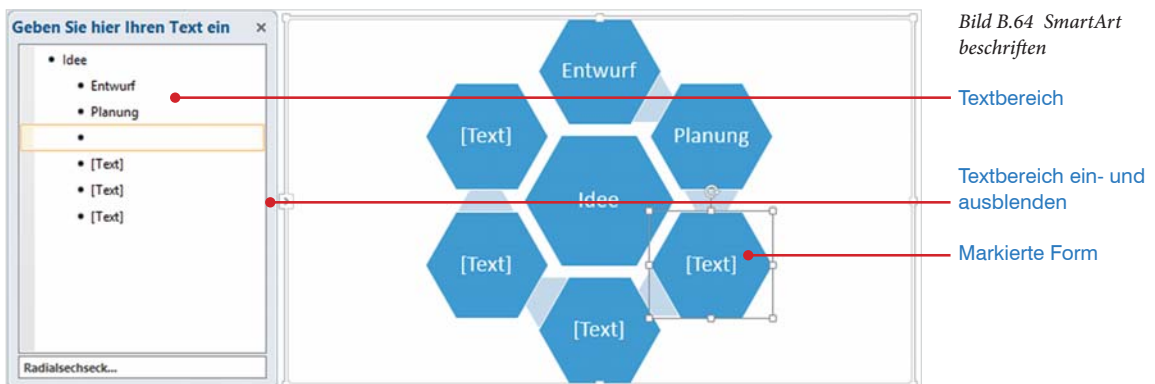 Geben Sie hier Ihren Text ein ×
• Idee
• Entwurf
• Planung
•
• [Text]
• [Text]
• [Text]
Radialsechseck...
Entwurf
[Text]
Planung
Idee
[Text]
[Text]
[Text]
Bild B.64 SmartArt
beschriften
Textbereich
Textbereich ein- und
ausblenden
Markierte Form